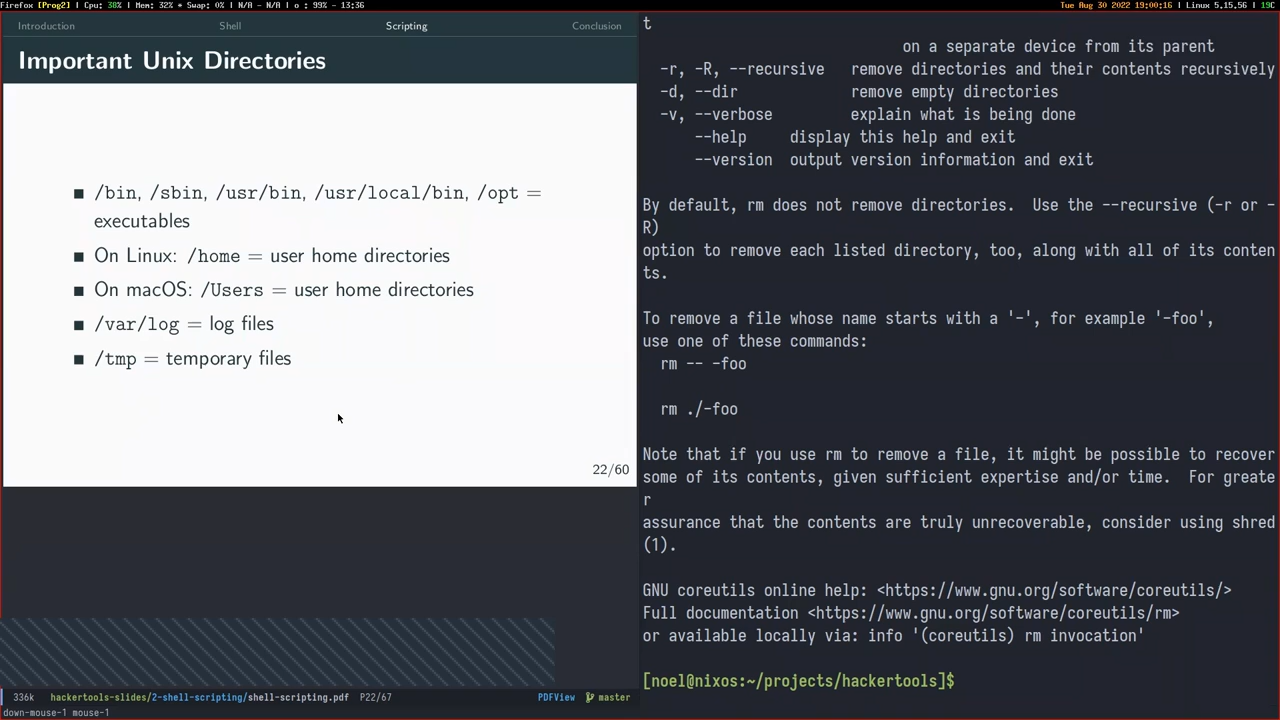 Firefox [Prog2] | Cpu: 38% | Mem: 32% * Swap: 0% | N/A - N/A | o : 99% - 13:36
Tue Aug 30 2022 19:00:16 | Linux 5.15.56 | 19C
Introduction Shell Scripting Conclusion
Important Unix Directories
■ /bin, /sbin, /usr/bin, /usr/local/bin, /opt =
executables
■ On Linux: /home = user home directories
■ On macOS: /Users = user home directories
■ /var/log = log files
■ /tmp = temporary files
22/60
336k hackertools-slides/2-shell-scripting/shell-scripting.pdf P22/67 PDFView master
down-mouse-1 mouse-1
t
on a separate device from its parent
-r, -R, --recursive remove directories and their contents recursively
-d, --dir remove empty directories
-v, --verbose explain what is being done
--help display this help and exit
--version output version information and exit
By default, rm does not remove directories. Use the --recursive (-r or -
R)
option to remove each listed directory, too, along with all of its conten
ts.
To remove a file whose name starts with a '-', for example '-foo',
use one of these commands:
rm -- -foo
rm ./-foo
Note that if you use rm to remove a file, it might be possible to recover
some of its contents, given sufficient expertise and/or time. For greate
r
assurance that the contents are truly unrecoverable, consider using shred
(1).
GNU coreutils online help: <https://www.gnu.org/software/coreutils/>
Full documentation <https://www.gnu.org/software/coreutils/rm>
or available locally via: info '(coreutils) rm invocation'
[noel@nixos:~/projects/hackertools]$